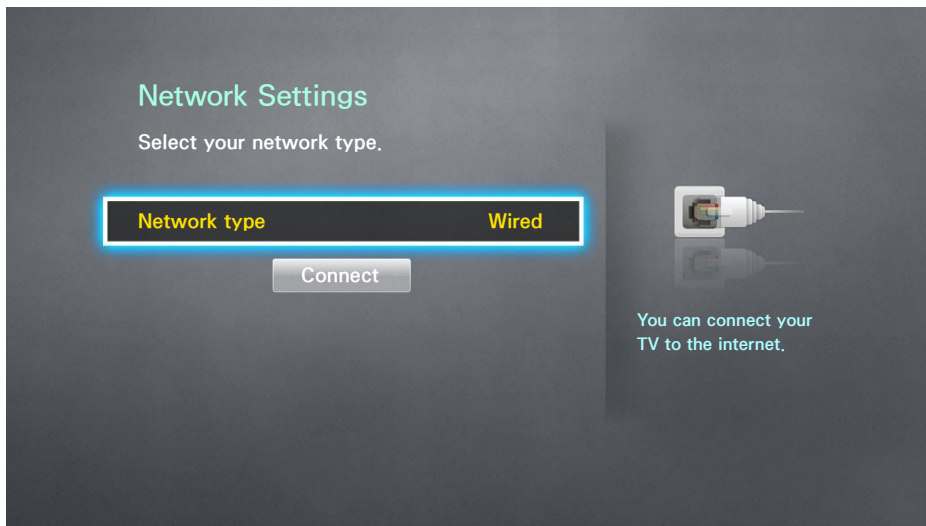 Network Settings
Select your network type.
Network type Wired
Connect
You can connect your
TV to the internet.